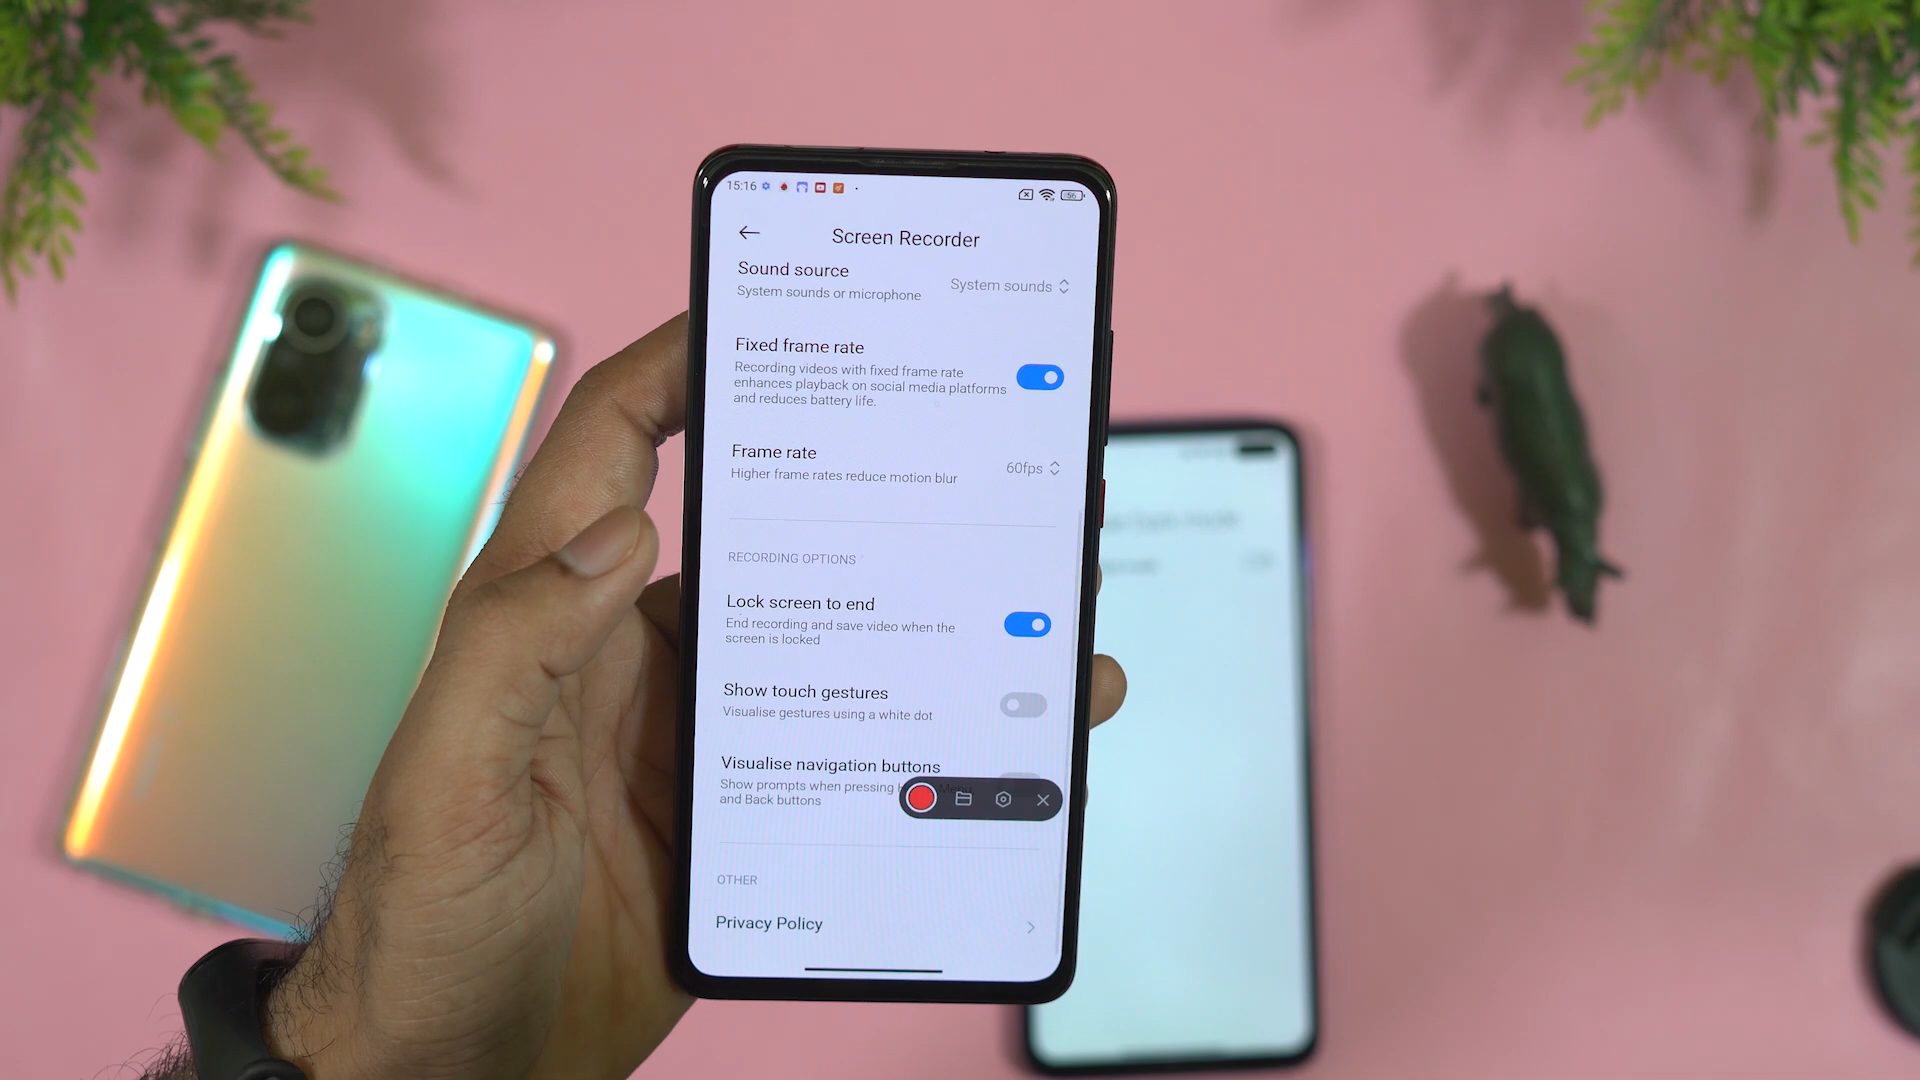 15:16
56
Screen Recorder
Sound source
System sounds or microphone
System sounds
Fixed frame rate
Recording videos with fixed frame rate
enhances playback on social media platforms
and reduces battery life.
Frame rate
Higher frame rates reduce motion blur
60fps
RECORDING OPTIONS
Lock screen to end
End recording and save video when the
screen is locked
Show touch gestures
Visualise gestures using a white dot
Visualise navigation buttons
Show prompts when pressing Menu
and Back buttons
OTHER
Privacy Policy